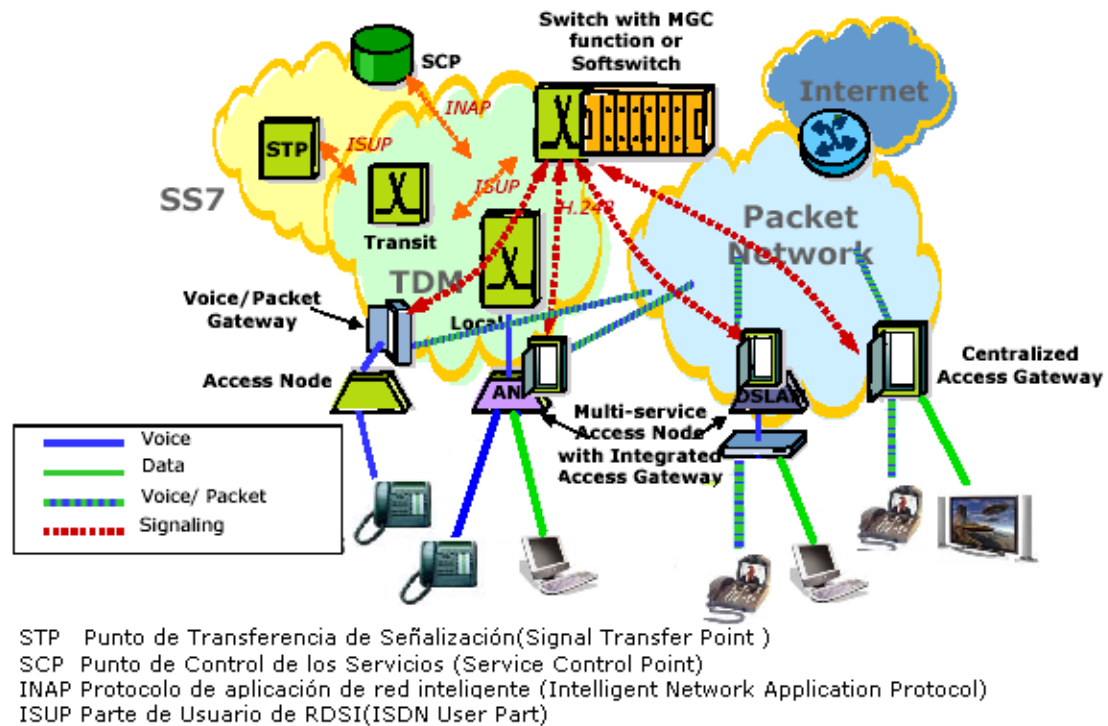 Switch with MGC
function or
Softswitch
SCP
INAP
Internet
STP
ISUP
SS7
ISUP
H.248
Transit
Packet
Network
TDM
Voice/Packet
Gateway
Local
Centralized
Access Gateway
Access Node
AN
DSLAM
Multi-service
Access Node
with Integrated
Access Gateway
Voice
Data
Voice/ Packet
Signaling
STP Punto de Transferencia de Señalización(Signal Transfer Point )
SCP Punto de Control de los Servicios (Service Control Point)
INAP Protocolo de aplicación de red inteligente (Intelligent Network Application Protocol)
ISUP Parte de Usuario de RDSI(ISDN User Part)